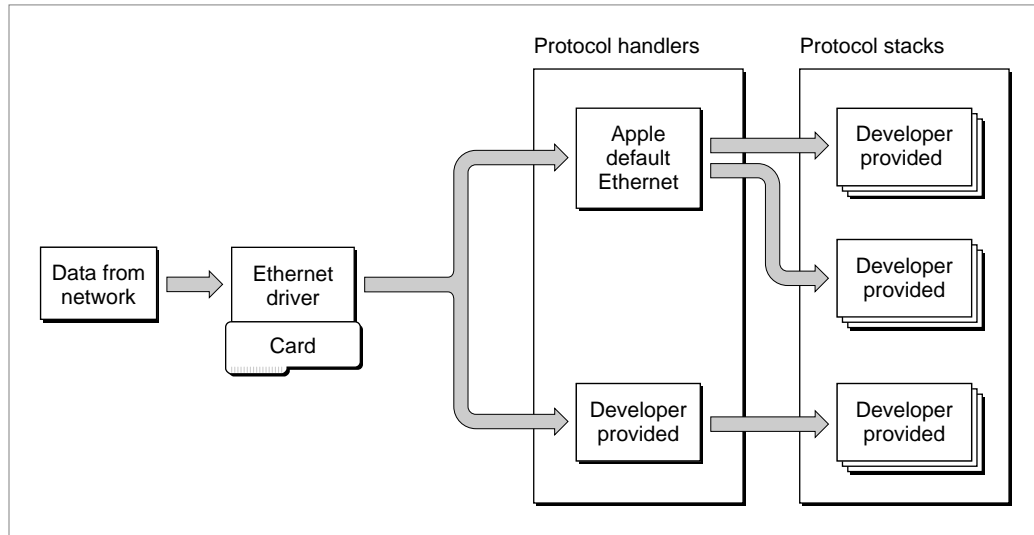 Protocol handlers
Protocol stacks
Apple
default
Ethernet
Developer
provided
Data from
network
Ethernet
driver
Card
Developer
provided
Developer
provided
Developer
provided